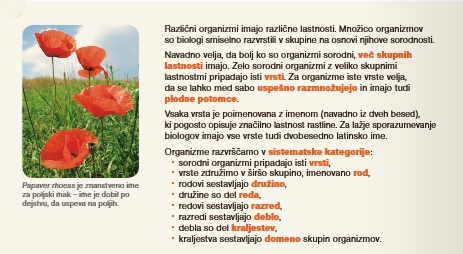 Različni organizmi imajo različne lastnosti. Množico organizmov
so biologi smiselno razvrstili v skupine na osnovi njihove sorodnosti.
Navadno velja, da bolj ko so organizmi sorodni, več skupnih
lastnosti imajo. Zelo sorodni organizmi z veliko skupnimi
lastnostmi pripadajo isti vrsti. Za organizme iste vrste velja,
da se lahko med sabo uspešno razmnožujejo in imajo tudi
plodne potomce.
Vsaka vrsta je poimenovana z imenom (navadno iz dveh besed),
ki pogosto opisuje značilno lastnost rastline. Za lažje sporazumevanje
biologov imajo vse vrste tudi dvobesedno latinsko ime.
Organizme razvrščamo v sistematske kategorije:
• sorodni organizmi pripadajo isti vrsti,
• vrste združimo v širšo skupino, imenovano rod,
• rodovi sestavljajo družino,
• družine so del reda,
• redovi sestavljajo razred,
• razredi sestavljajo deblo,
• debla so del kraljestev,
• kraljestva sestavljajo domeno skupin organizmov.
Papaver rhoeas je znanstveno ime
za poljski mak – ime je dobil po
dejstvu, da uspeva na poljih.